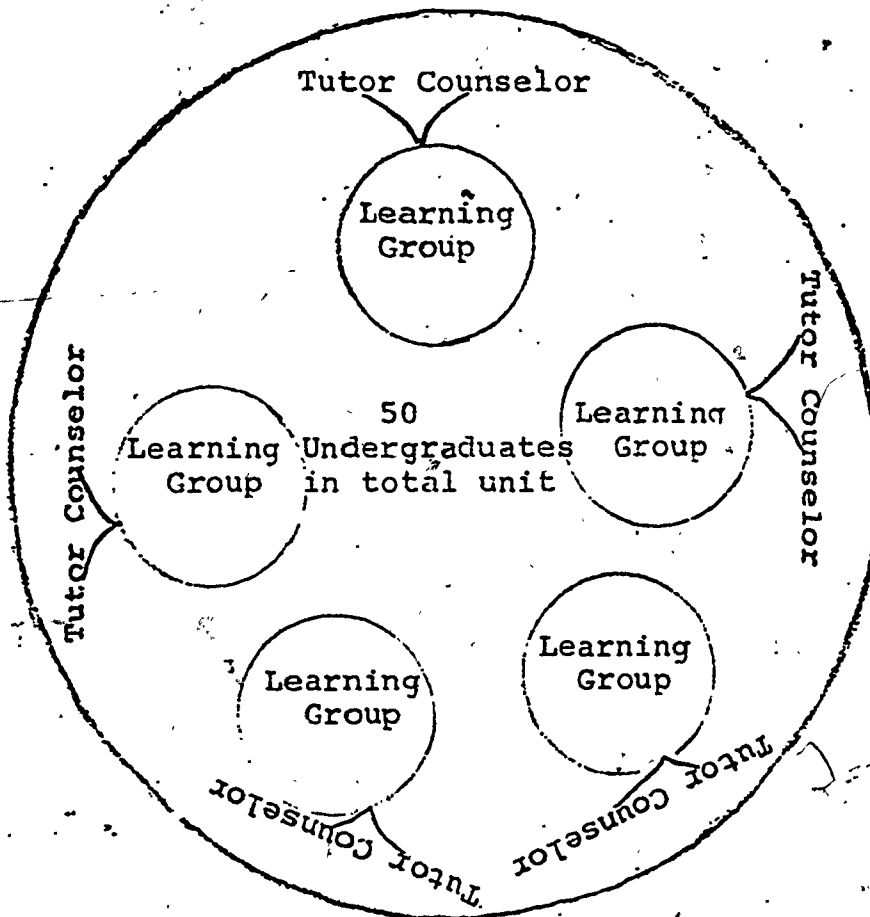 Tutor Counselor
Learning
Group
Tutor Counselor
Learning
Group
50
Undergraduates
in total unit
Learning
Group
Tutor Counselor
Learning
Group
Tutor Counselor
Learning
Group
Tutor Counselor